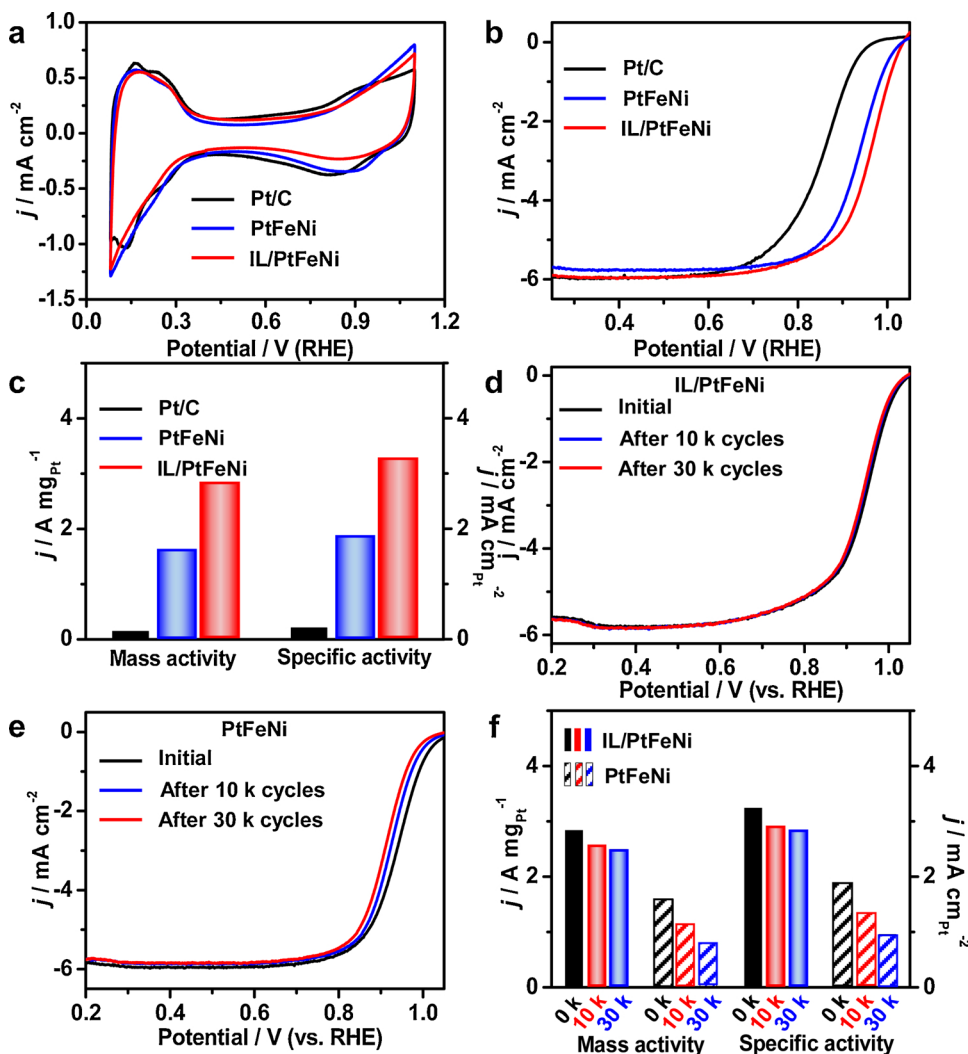 a
1.0
0.5
0.0
-0.5
-1.0
-1.5
j / mA cm-2
Pt/C
PtFeNi
IL/PtFeNi
0.0 0.3 0.6 0.9 1.2
Potential / V (RHE)
b
0
-2
-4
-6
j / mA cm-2
Pt/C
PtFeNi
IL/PtFeNi
0.4 0.6 0.8 1.0
Potential / V (RHE)
c
4
2
0
j / A mgPt-1
Pt/C
PtFeNi
IL/PtFeNi
4
2
0
j / mA cmPt-2
Mass activity Specific activity
d
IL/PtFeNi
0
-2
-4
-6
j / mA cm-2
Initial
After 10 k cycles
After 30 k cycles
0.2 0.4 0.6 0.8 1.0
Potential / V (vs. RHE)
e
PtFeNi
0
-2
-4
-6
j / mA cm-2
Initial
After 10 k cycles
After 30 k cycles
0.2 0.4 0.6 0.8 1.0
Potential / V (vs. RHE)
f
4
2
0
j / A mgPt-1
IL/PtFeNi
PtFeNi
4
2
0
j / mA cmPt-2
0 k 10 k 30 k 0 k 10 k 30 k 0 k 10 k 30 k 0 k 10 k 30 k
Mass activity Specific activity